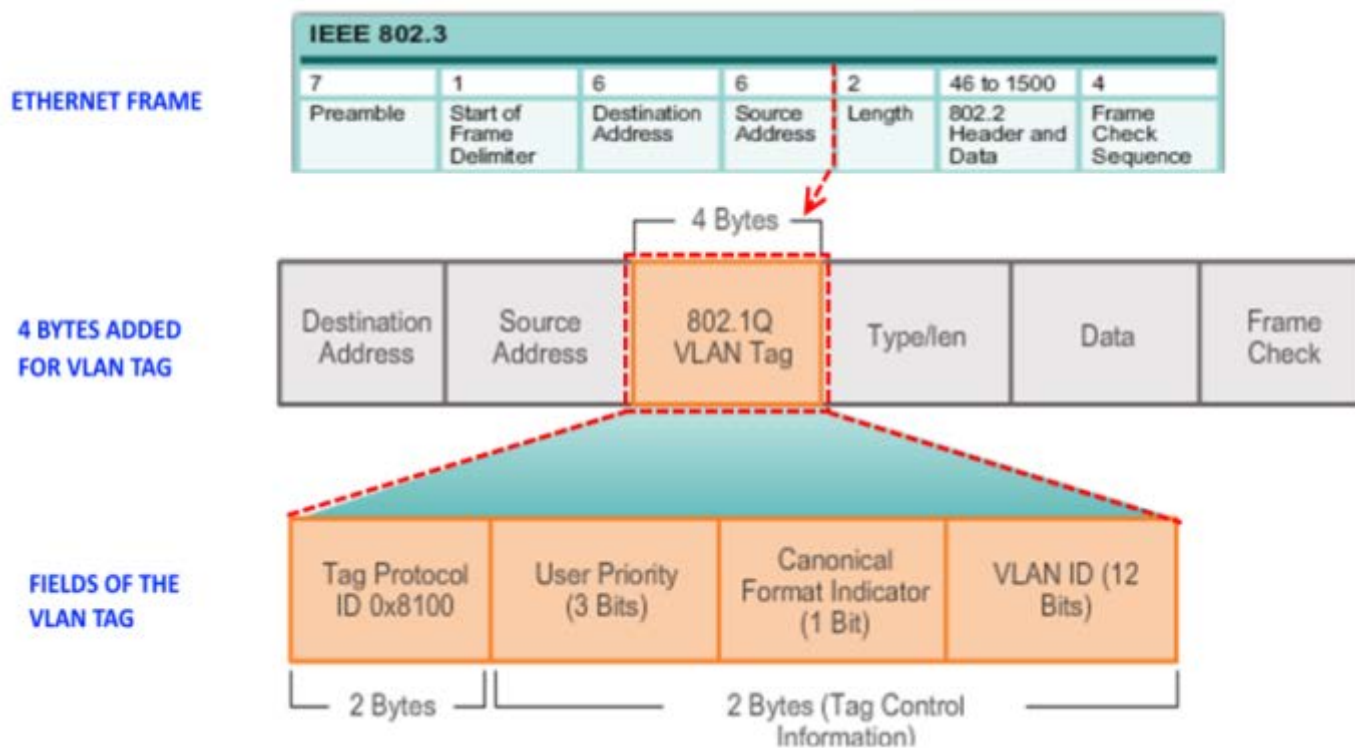 IEEE 802.3
ETHERNET FRAME
7 1 6 6 2 46 to 1500 4
Preamble
Start of
Frame
Delimiter
Destination
Address
Source
Address
Length
802.2
Header and
Data
Frame
Check
Sequence
4 Bytes
4 BYTES ADDED
FOR VLAN TAG
Destination
Address
Source
Address
802.1Q
VLAN Tag
Type/len
Data
Frame
Check
FIELDS OF THE
VLAN TAG
Tag Protocol
ID 0x8100
User Priority
(3 Bits)
Canonical
Format Indicator
(1 Bit)
VLAN ID (12
Bits)
2 Bytes
2 Bytes (Tag Control
Information)